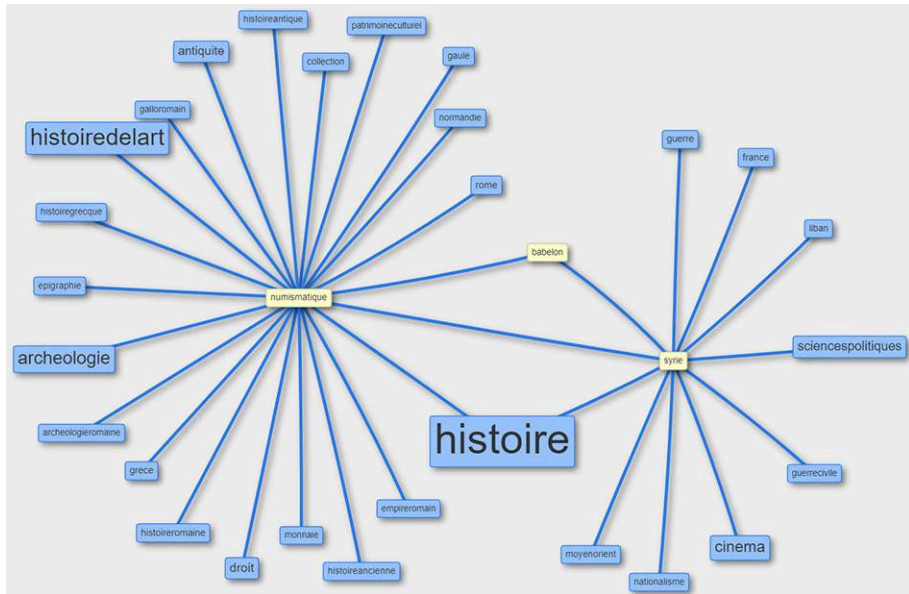 histoireantique
patrimoineculturel
antiquite
collection
gaule
galloromain
normandie
histoiredelart
guerre
france
rome
histoiregrecque
liban
babelon
epigraphie
numismatique
sciencespolitiques
archeologie
syrie
archeologieromaine
histoire
grece
guerrecivile
empireromain
histoireromaine
monnaie
cinema
moyenorient
droit
histoireancienne
nationalisme